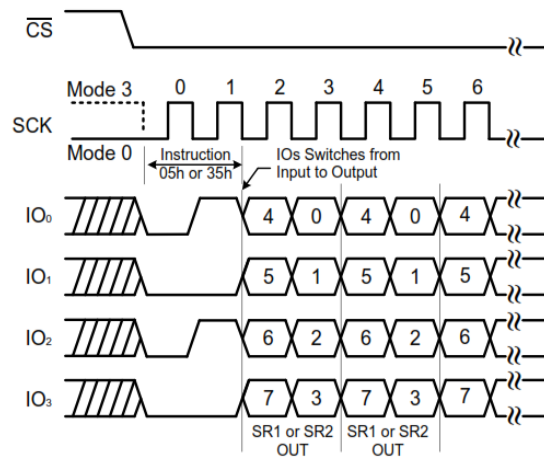 CS
Mode 3 0 1 2 3 4 5 6
SCK
Mode 0
Instruction
05h or 35h
IOs Switches from
Input to Output
IO₀ 4 0 4 0 4
IO₁ 5 1 5 1 5
IO₂ 6 2 6 2 6
IO₃ 7 3 7 3 7
SR1 or SR2
OUT
SR1 or SR2
OUT